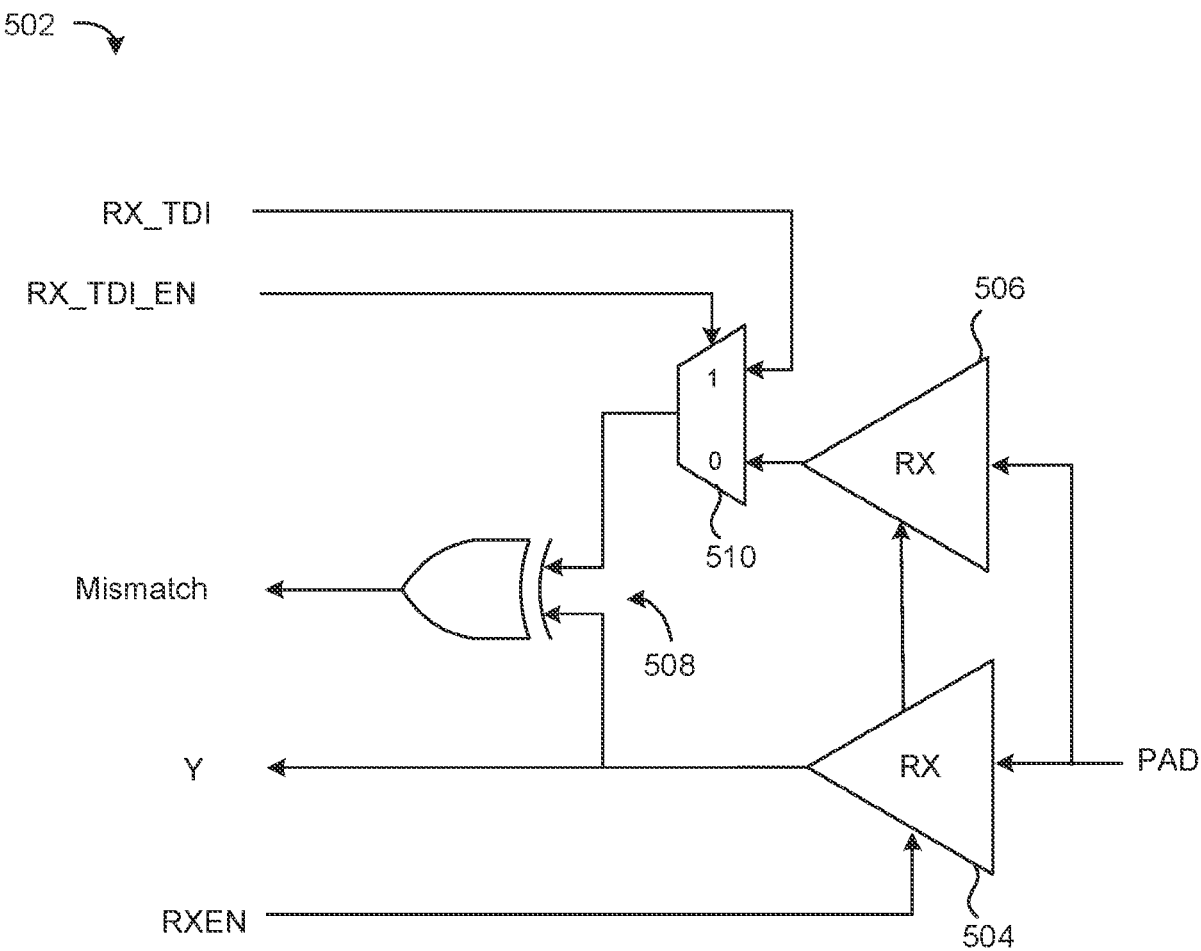 502
RX_TDI
RX_TDI_EN
506
1
RX
0
510
Mismatch
508
RX
Y
PAD
RXEN
504